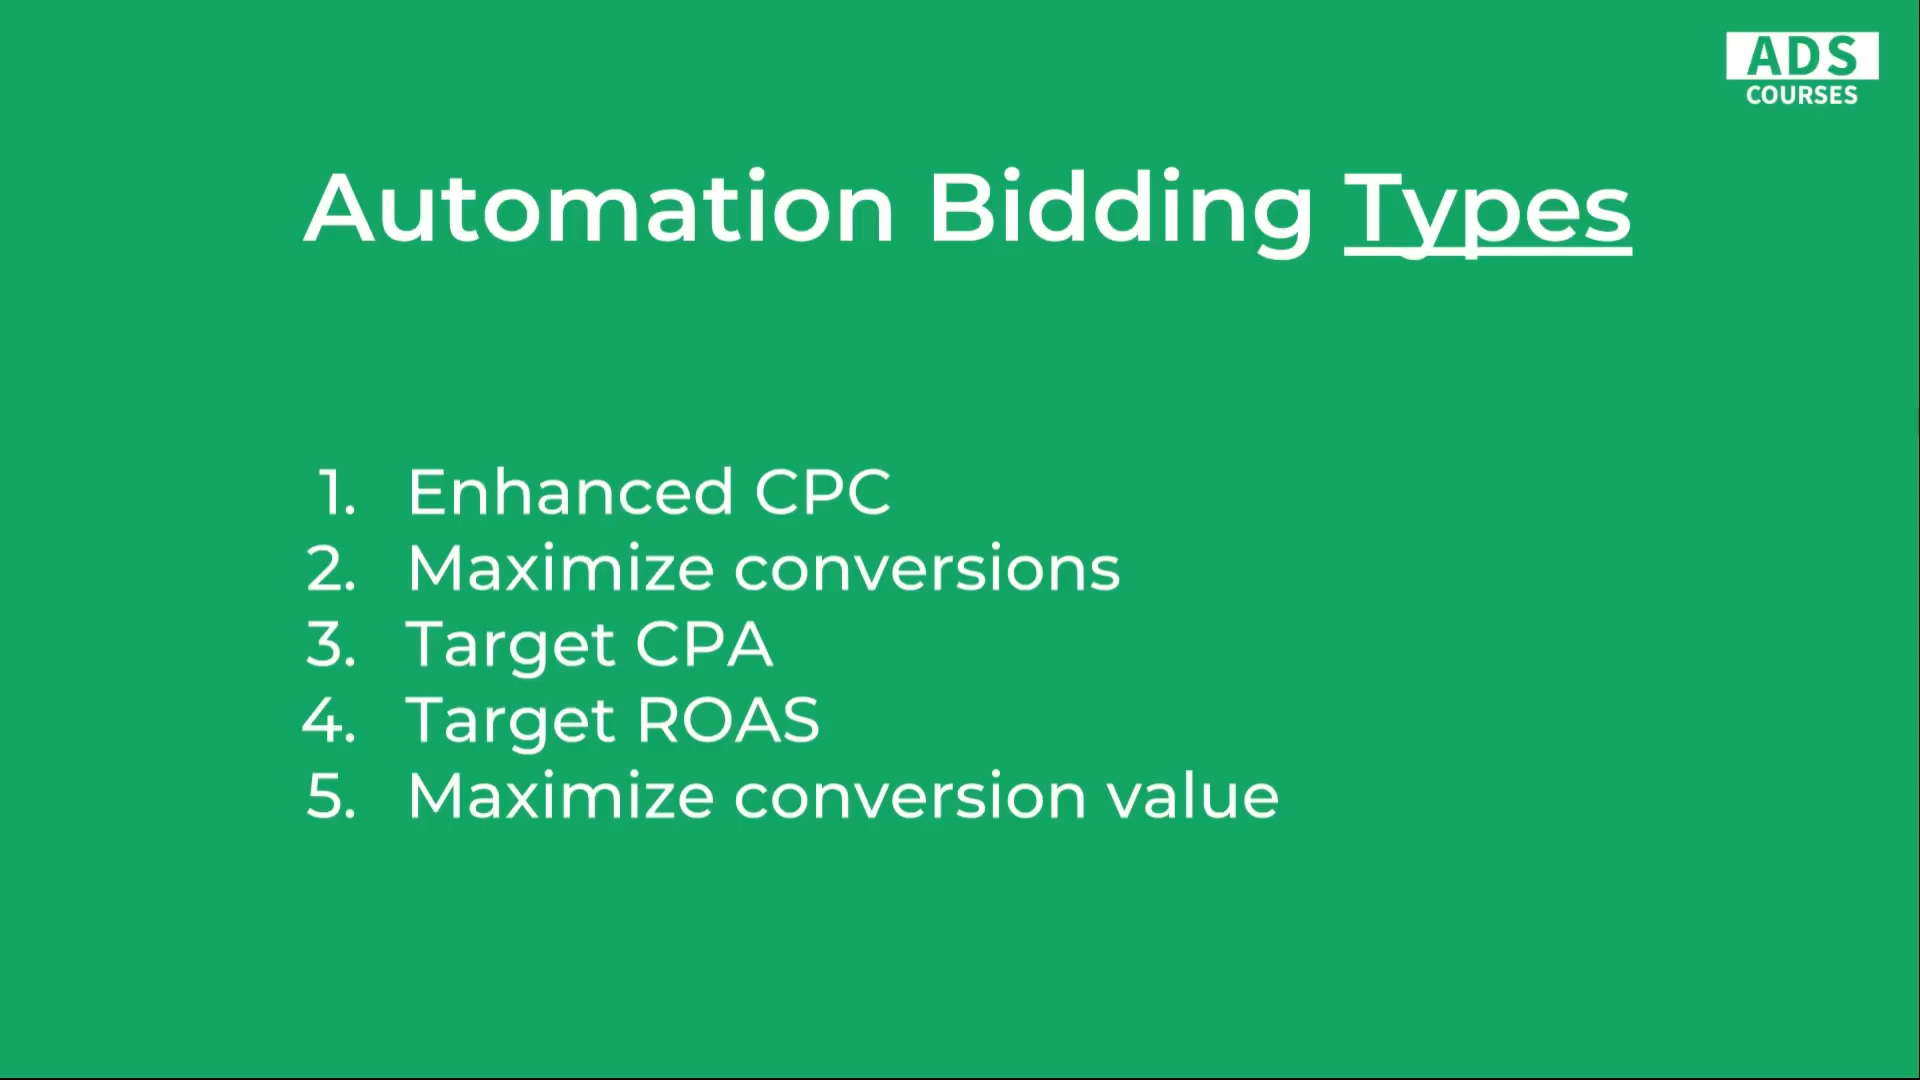 ADS
COURSES
Automation Bidding Types
1. Enhanced CPC
2. Maximize conversions
3. Target CPA
4. Target ROAS
5. Maximize conversion value